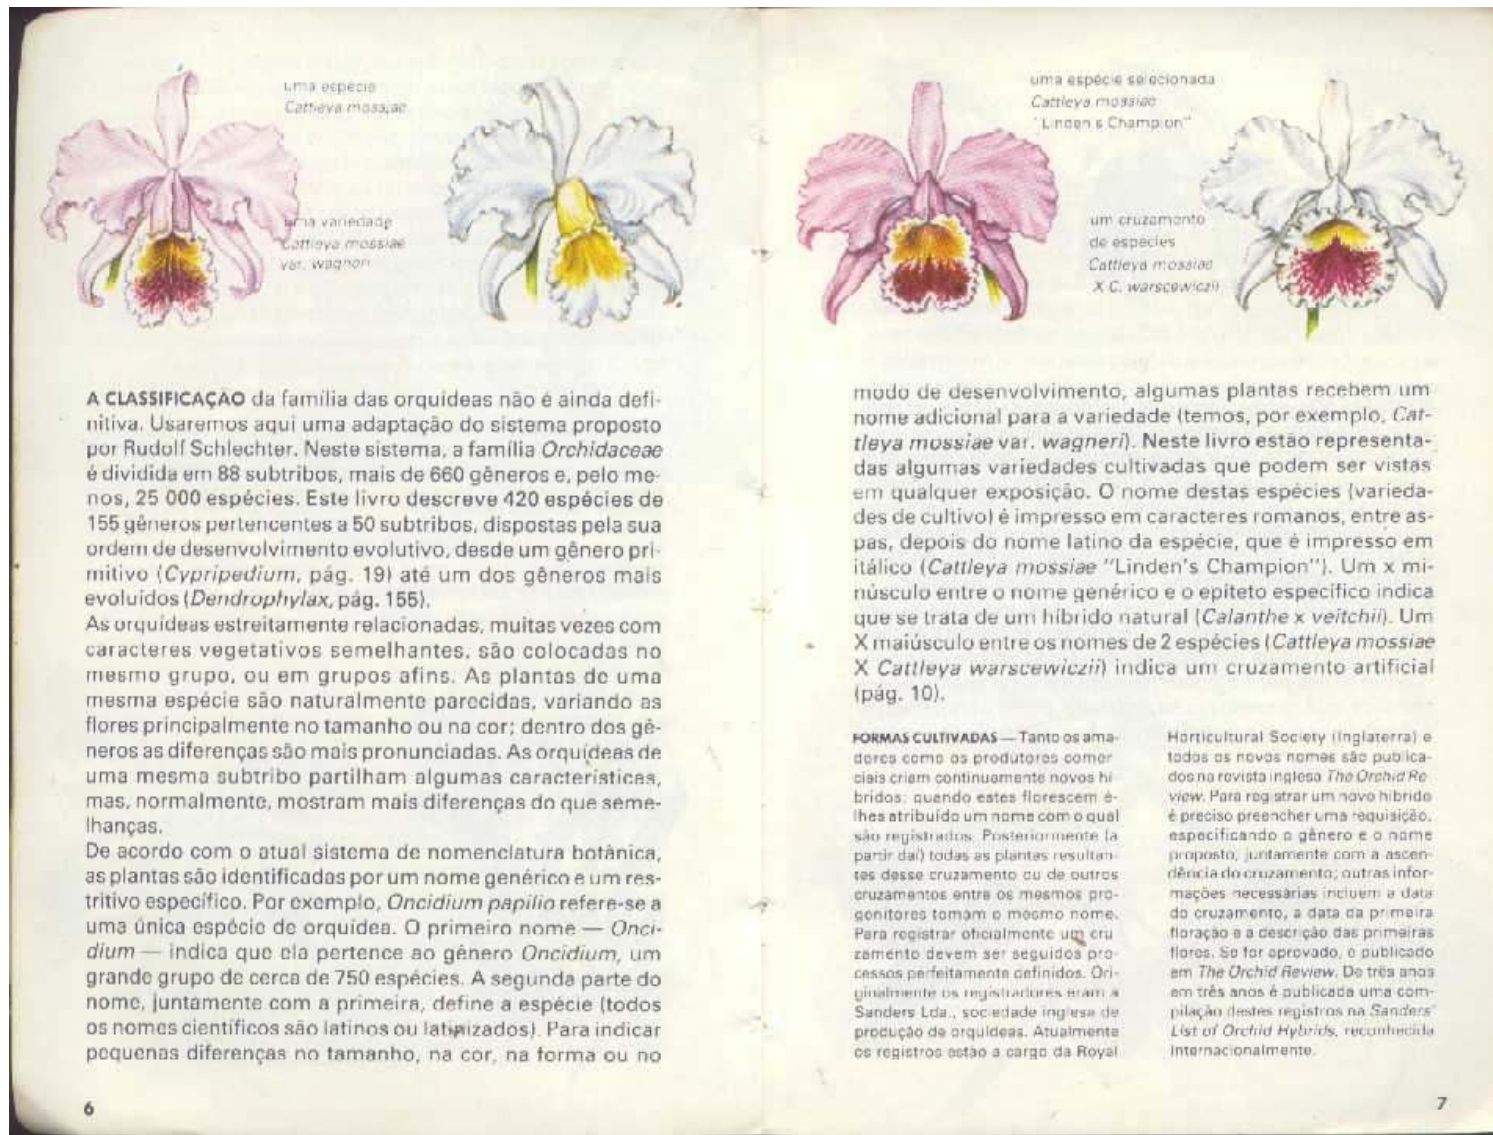 uma espécie
Cattleya mossiae
uma variedade
Cattleya mossiae
var. wagneri
A CLASSIFICAÇÃO da família das orquídeas não é ainda defi-
nitiva. Usaremos aqui uma adaptação do sistema proposto
por Rudolf Schlechter. Neste sistema, a família Orchidaceae
é dividida em 88 subtribos, mais de 660 gêneros e, pelo me-
nos, 25 000 espécies. Este livro descreve 420 espécies de
155 gêneros pertencentes a 50 subtribos, dispostas pela sua
ordem de desenvolvimento evolutivo, desde um gênero pri-
mitivo (Cypripedium, pág. 19) até um dos gêneros mais
evoluídos (Dendrophylax, pág. 155).
As orquídeas estreitamente relacionadas, muitas vezes com
caracteres vegetativos semelhantes, são colocadas no
mesmo grupo, ou em grupos afins. As plantas de uma
mesma espécie são naturalmente parecidas, variando as
flores principalmente no tamanho ou na cor; dentro dos gê-
neros as diferenças são mais pronunciadas. As orquídeas de
uma mesma subtribo partilham algumas características,
mas, normalmente, mostram mais diferenças do que seme-
lhanças.
De acordo com o atual sistema de nomenclatura botânica,
as plantas são identificadas por um nome genérico e um res-
tritivo específico. Por exemplo, Oncidium papilio refere-se a
uma única espécie de orquídea. O primeiro nome — Onci-
dium — indica que ela pertence ao gênero Oncidium, um
grande grupo de cerca de 750 espécies. A segunda parte do
nome, juntamente com a primeira, define a espécie (todos
os nomes científicos são latinos ou latinizados). Para indicar
pequenas diferenças no tamanho, na cor, na forma ou no
6
uma espécie selecionada
Cattleya mossiae
"Linden's Champion"
um cruzamento
de espécies
Cattleya mossiae
X C. warscewiczii
modo de desenvolvimento, algumas plantas recebem um
nome adicional para a variedade (temos, por exemplo, Cat-
tleya mossiae var. wagneri). Neste livro estão representa-
das algumas variedades cultivadas que podem ser vistas
em qualquer exposição. O nome destas espécies (varieda-
des de cultivo) é impresso em caracteres romanos, entre as-
pas, depois do nome latino da espécie, que é impresso em
itálico (Cattleya mossiae "Linden's Champion"). Um x mi-
núsculo entre o nome genérico e o epíteto específico indica
que se trata de um híbrido natural (Calanthe x veitchii). Um
X maiúsculo entre os nomes de 2 espécies (Cattleya mossiae
X Cattleya warscewiczii) indica um cruzamento artificial
(pág. 10).
FORMAS CULTIVADAS — Tanto os ama-
dores como os produtores comer-
ciais criam continuamente novos hí-
bridos; quando estes florescem é-
lhes atribuído um nome com o qual
são registrados. Posteriormente (a
partir daí) todas as plantas resultan-
tes desse cruzamento ou de outros
cruzamentos entre os mesmos pro-
genitores tomam o mesmo nome.
Para registrar oficialmente um cru-
zamento devem ser seguidos pro-
cessos perfeitamente definidos. Ori-
ginalmente os registradores eram a
Sanders Lda., sociedade inglesa de
produção de orquídeas. Atualmente
os registros estão a cargo da Royal
Horticultural Society (Inglaterra) e
todos os novos nomes são publica-
dos na revista inglesa The Orchid Re-
view. Para registrar um novo híbrido
é preciso preencher uma requisição,
especificando o gênero e o nome
proposto, juntamente com a ascen-
dência do cruzamento; outras infor-
mações necessárias incluem a data
do cruzamento, a data da primeira
floração e a descrição das primeiras
flores. Se for aprovado, é publicado
em The Orchid Review. De três anos
em três anos é publicada uma com-
pilação destes registros na Sanders'
List of Orchid Hybrids, reconhecida
internacionalmente.
7